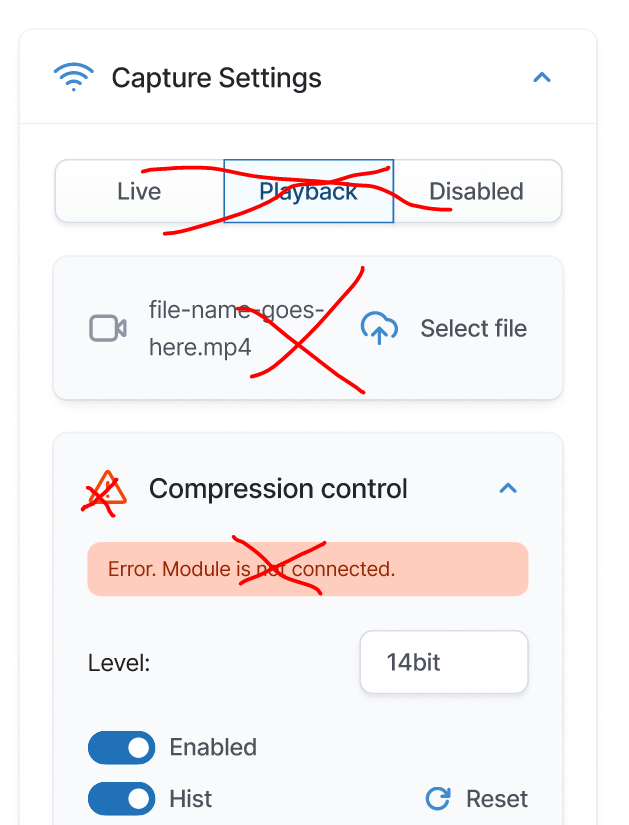 Capture Settings
Live Playback Disabled
file-name-goes-
here.mp4
Select file
Compression control
Error. Module is not connected.
Level: 14bit
Enabled
Hist Reset